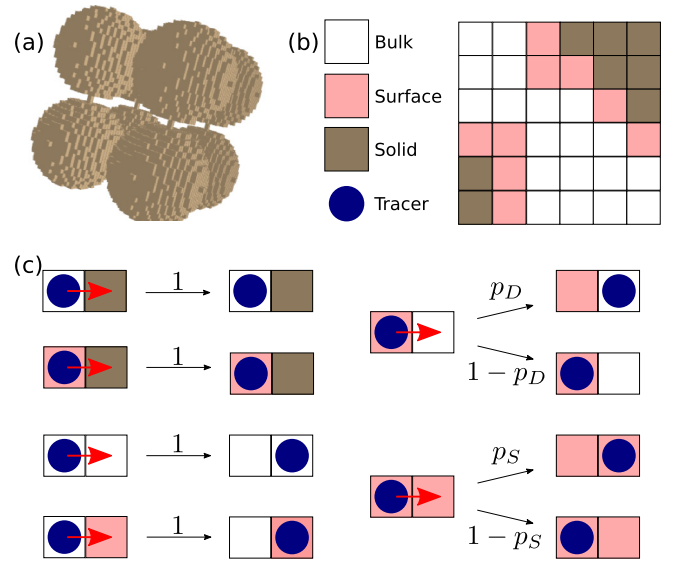 (a)
(b)
Bulk
Surface
Solid
Tracer
(c)
1
1
1
1
p_D
1 − p_D
p_S
1 − p_S